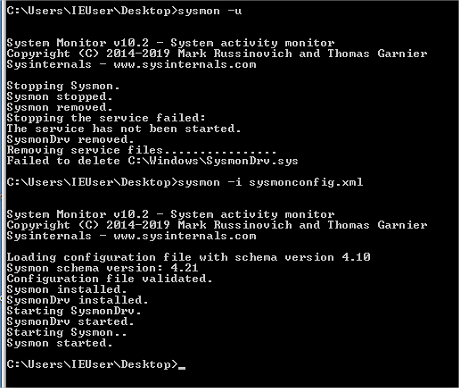 C:\Users\IEUser\Desktop>sysmon -u
System Monitor v10.2 - System activity monitor
Copyright (C) 2014-2019 Mark Russinovich and Thomas Garnier
Sysinternals - www.sysinternals.com
Stopping Sysmon.
Sysmon stopped.
Sysmon removed.
Stopping the service failed:
The service has not been started.
SysmonDrv removed.
Removing service files...............
Failed to delete C:\Windows\SysmonDrv.sys
C:\Users\IEUser\Desktop>sysmon -i sysmonconfig.xml
System Monitor v10.2 - System activity monitor
Copyright (C) 2014-2019 Mark Russinovich and Thomas Garnier
Sysinternals - www.sysinternals.com
Loading configuration file with schema version 4.10
Sysmon schema version: 4.21
Configuration file validated.
Sysmon installed.
SysmonDrv installed.
Starting SysmonDrv.
SysmonDrv started.
Starting Sysmon..
Sysmon started.
C:\Users\IEUser\Desktop>_